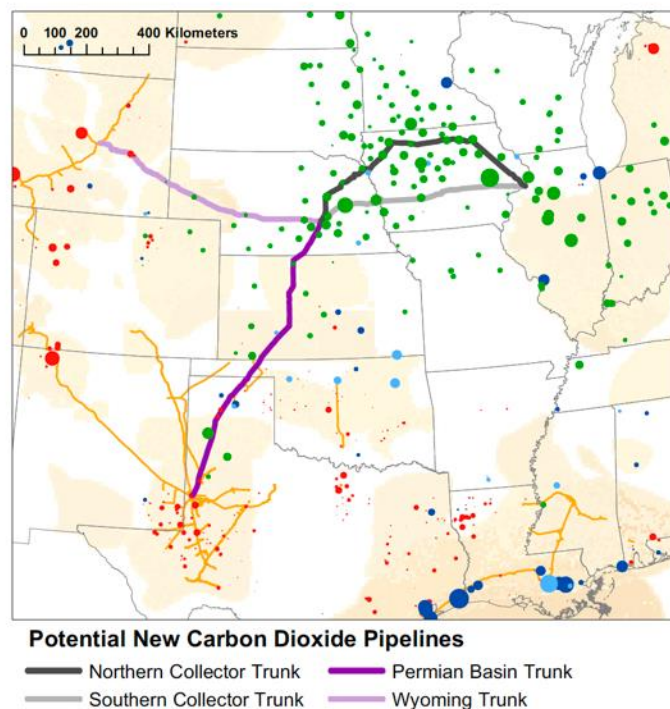 0 100 200 400 Kilometers
Potential New Carbon Dioxide Pipelines
Northern Collector Trunk Permian Basin Trunk
Southern Collector Trunk Wyoming Trunk